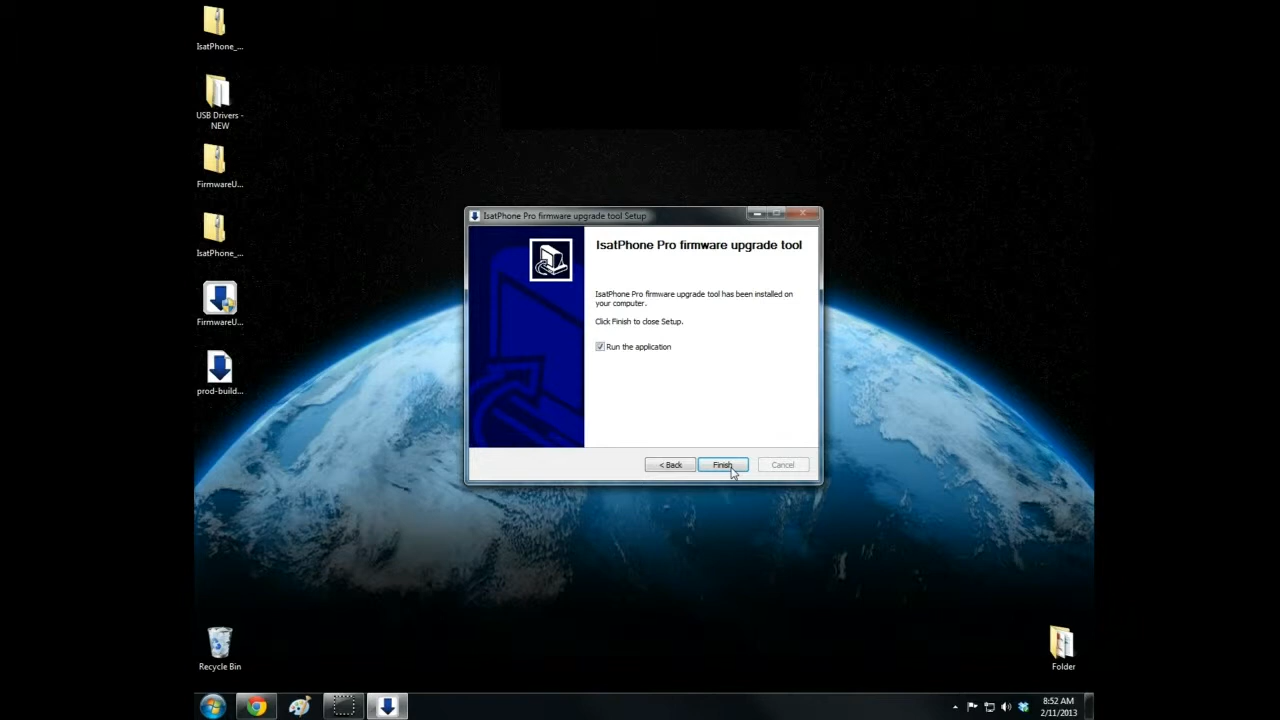 IsatPhone_...
USB Drivers -
NEW
FirmwareU...
IsatPhone_...
FirmwareU...
prod-build...
Recycle Bin
IsatPhone Pro firmware upgrade tool Setup
IsatPhone Pro firmware upgrade tool
IsatPhone Pro firmware upgrade tool has been installed on
your computer.
Click Finish to close Setup.
Run the application
< Back
Finish
Cancel
Folder
8:52 AM
2/11/2013